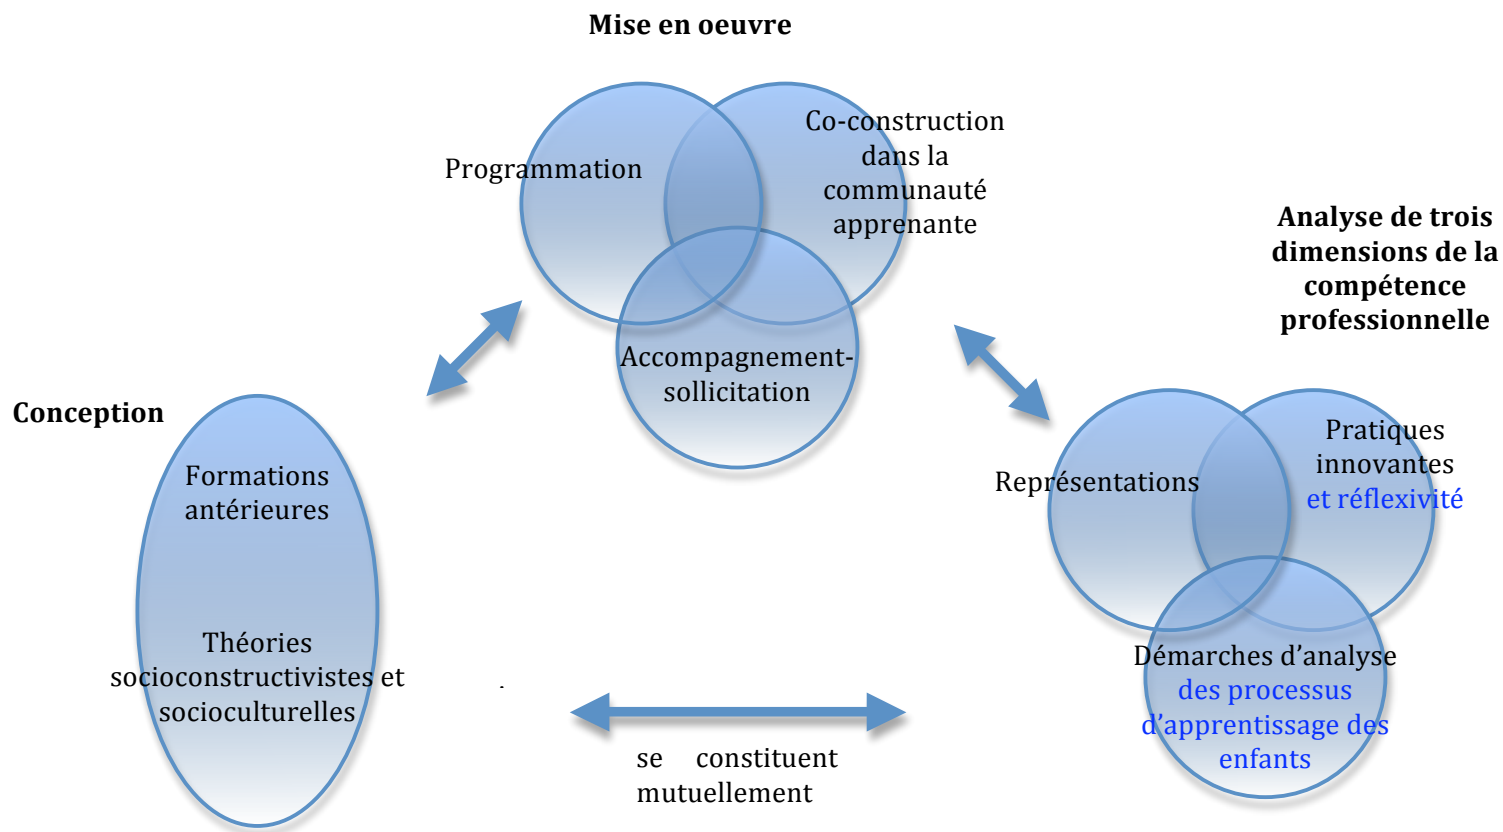 Mise en oeuvre
Programmation
Co-construction
dans la
communauté
apprenante
Accompagnement-
sollicitation
Analyse de trois
dimensions de la
compétence
professionnelle
Conception
Formations
antérieures
Théories
socioconstructivistes et
socioculturelles
Représentations
Pratiques
innovantes
et réflexivité
Démarches d’analyse
des processus
d’apprentissage des
enfants
.
se constituent
mutuellement